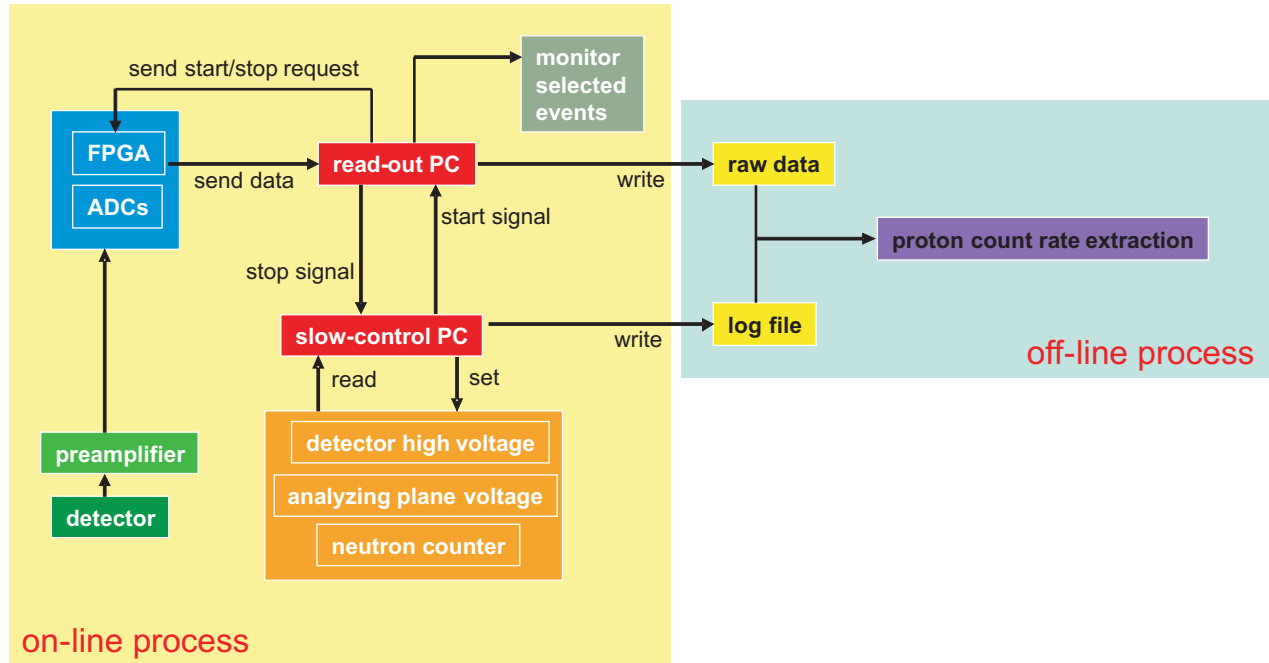 monitor
selected
events
send start/stop request
FPGA
ADCs
send data
read-out PC
write
raw data
start signal
proton count rate extraction
stop signal
slow-control PC
write
log file
off-line process
read
set
detector high voltage
analyzing plane voltage
neutron counter
preamplifier
detector
on-line process